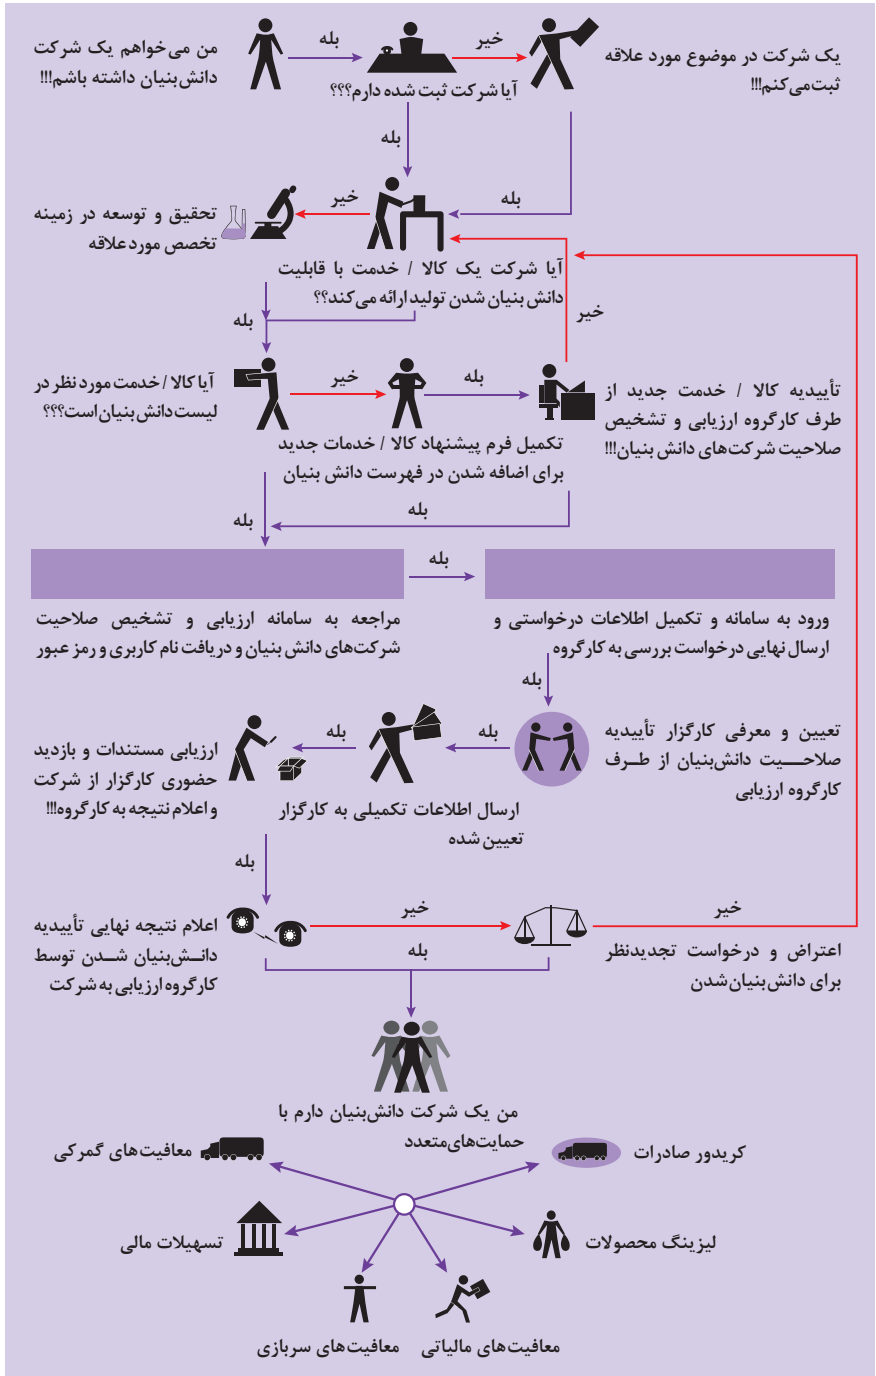 من می‌خواهم یک شرکت
دانش‌بنیان داشته باشم!!!
بله
آیا شرکت ثبت شده دارم؟؟؟
خیر
یک شرکت در موضوع مورد علاقه
ثبت‌می‌کنم!!!
بله
بله
خیر
تحقیق و توسعه در زمینه
تخصص مورد علاقه
آیا شرکت یک کالا / خدمت با قابلیت
دانش بنیان شدن تولید ارائه می‌کند؟؟
بله
خیر
آیا کالا / خدمت مورد نظر در
لیست دانش بنیان است؟؟؟
خیر
تکمیل فرم پیشنهاد کالا / خدمات جدید
برای اضافه شدن در فهرست دانش بنیان
بله
تأییدیه کالا / خدمت جدید از
طرف کارگروه ارزیابی و تشخیص
صلاحیت شرکت‌های دانش بنیان!!!
بله
بله
مراجعه به سامانه ارزیابی و تشخیص صلاحیت
شرکت‌های دانش بنیان و دریافت نام کاربری و رمز عبور
بله
ورود به سامانه و تکمیل اطلاعات درخواستی و
ارسال نهایی درخواست بررسی به کارگروه
بله
تعیین و معرفی کارگزار تأییدیه
صلاحـــیت دانش‌بنیان از طــرف
کارگروه ارزیابی
بله
ارسال اطلاعات تکمیلی به کارگزار
تعیین شده
بله
ارزیابی مستندات و بازدید
حضوری کارگزار از شرکت
و اعلام نتیجه به کارگروه!!!
بله
اعلام نتیجه نهایی تأییدیه
دانــش‌بنیان شــدن توسط
کارگروه ارزیابی به شرکت
خیر
بله
اعتراض و درخواست تجدیدنظر
برای دانش‌بنیان‌شدن
خیر
من یک شرکت دانش‌بنیان دارم با
حمایت‌های‌متعدد
کریدور صادرات
معافیت‌های گمرکی
لیزینگ محصولات
تسهیلات مالی
معافیت‌های مالیاتی
معافیت‌های سربازی